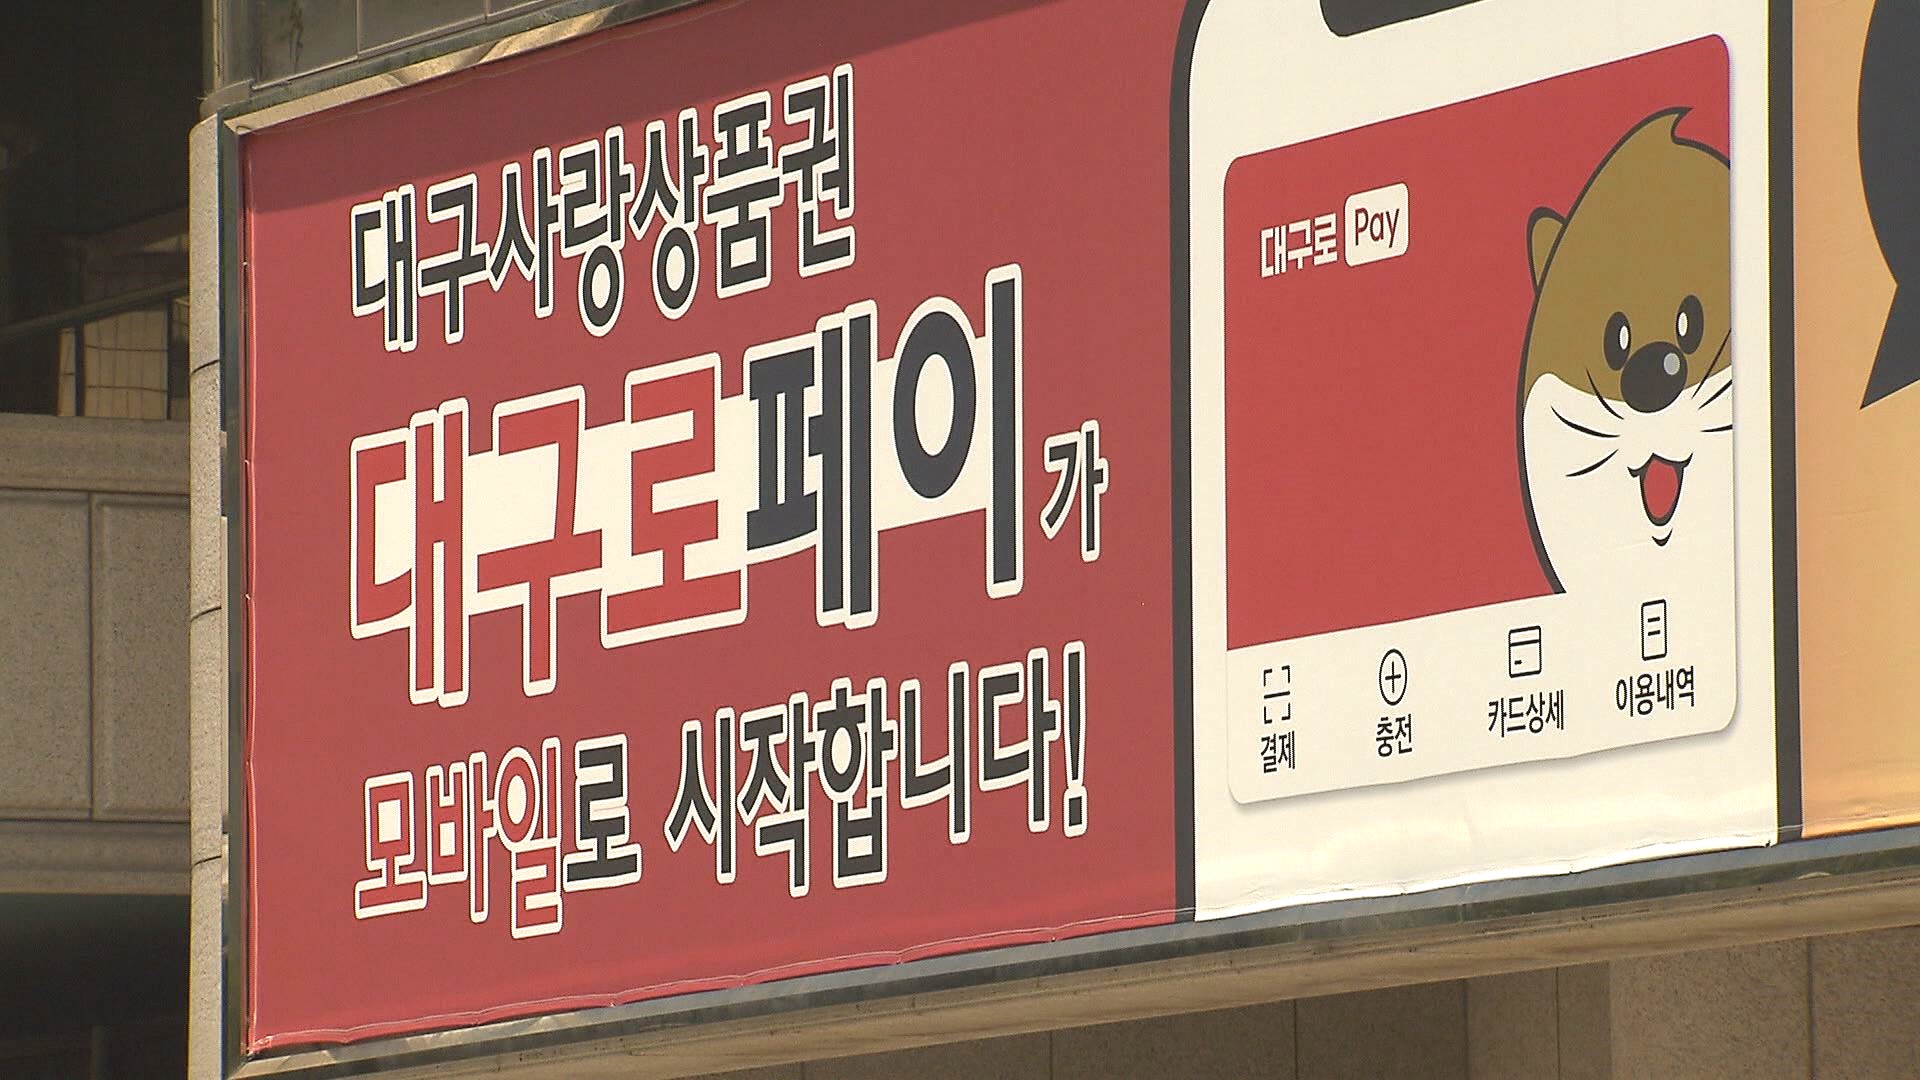 대구사랑상품권
대구로페이가
모바일로 시작합니다!
대구로 Pay
결제 충전 카드상세 이용내역